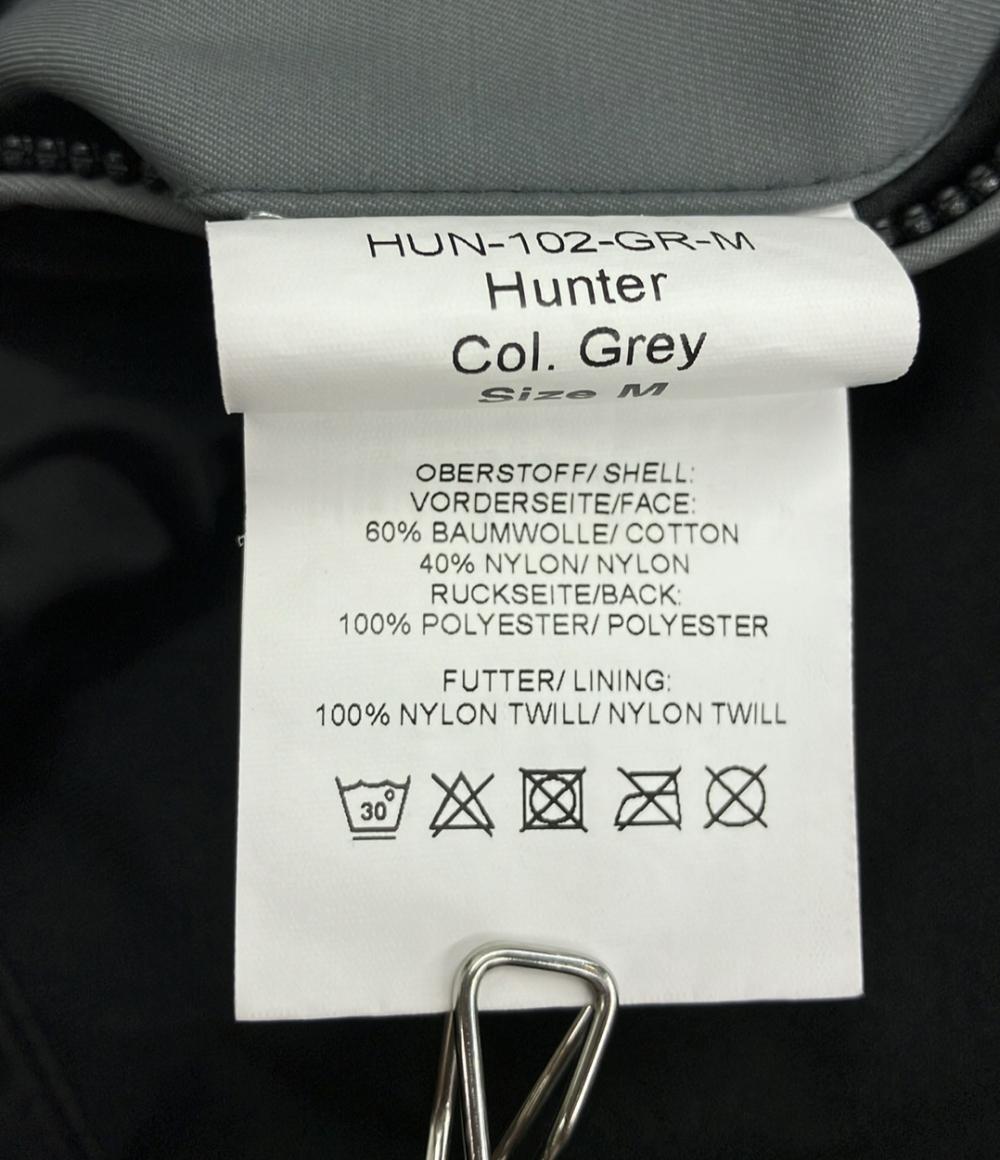 HUN-102-GR-M
Hunter
Col. Grey
Size M
OBERSTOFF/ SHELL:
VORDERSEITE/FACE:
60% BAUMWOLLE/ COTTON
40% NYLON/ NYLON
RUCKSEITE/BACK:
100% POLYESTER/ POLYESTER
FUTTER/ LINING:
100% NYLON TWILL/ NYLON TWILL
30°